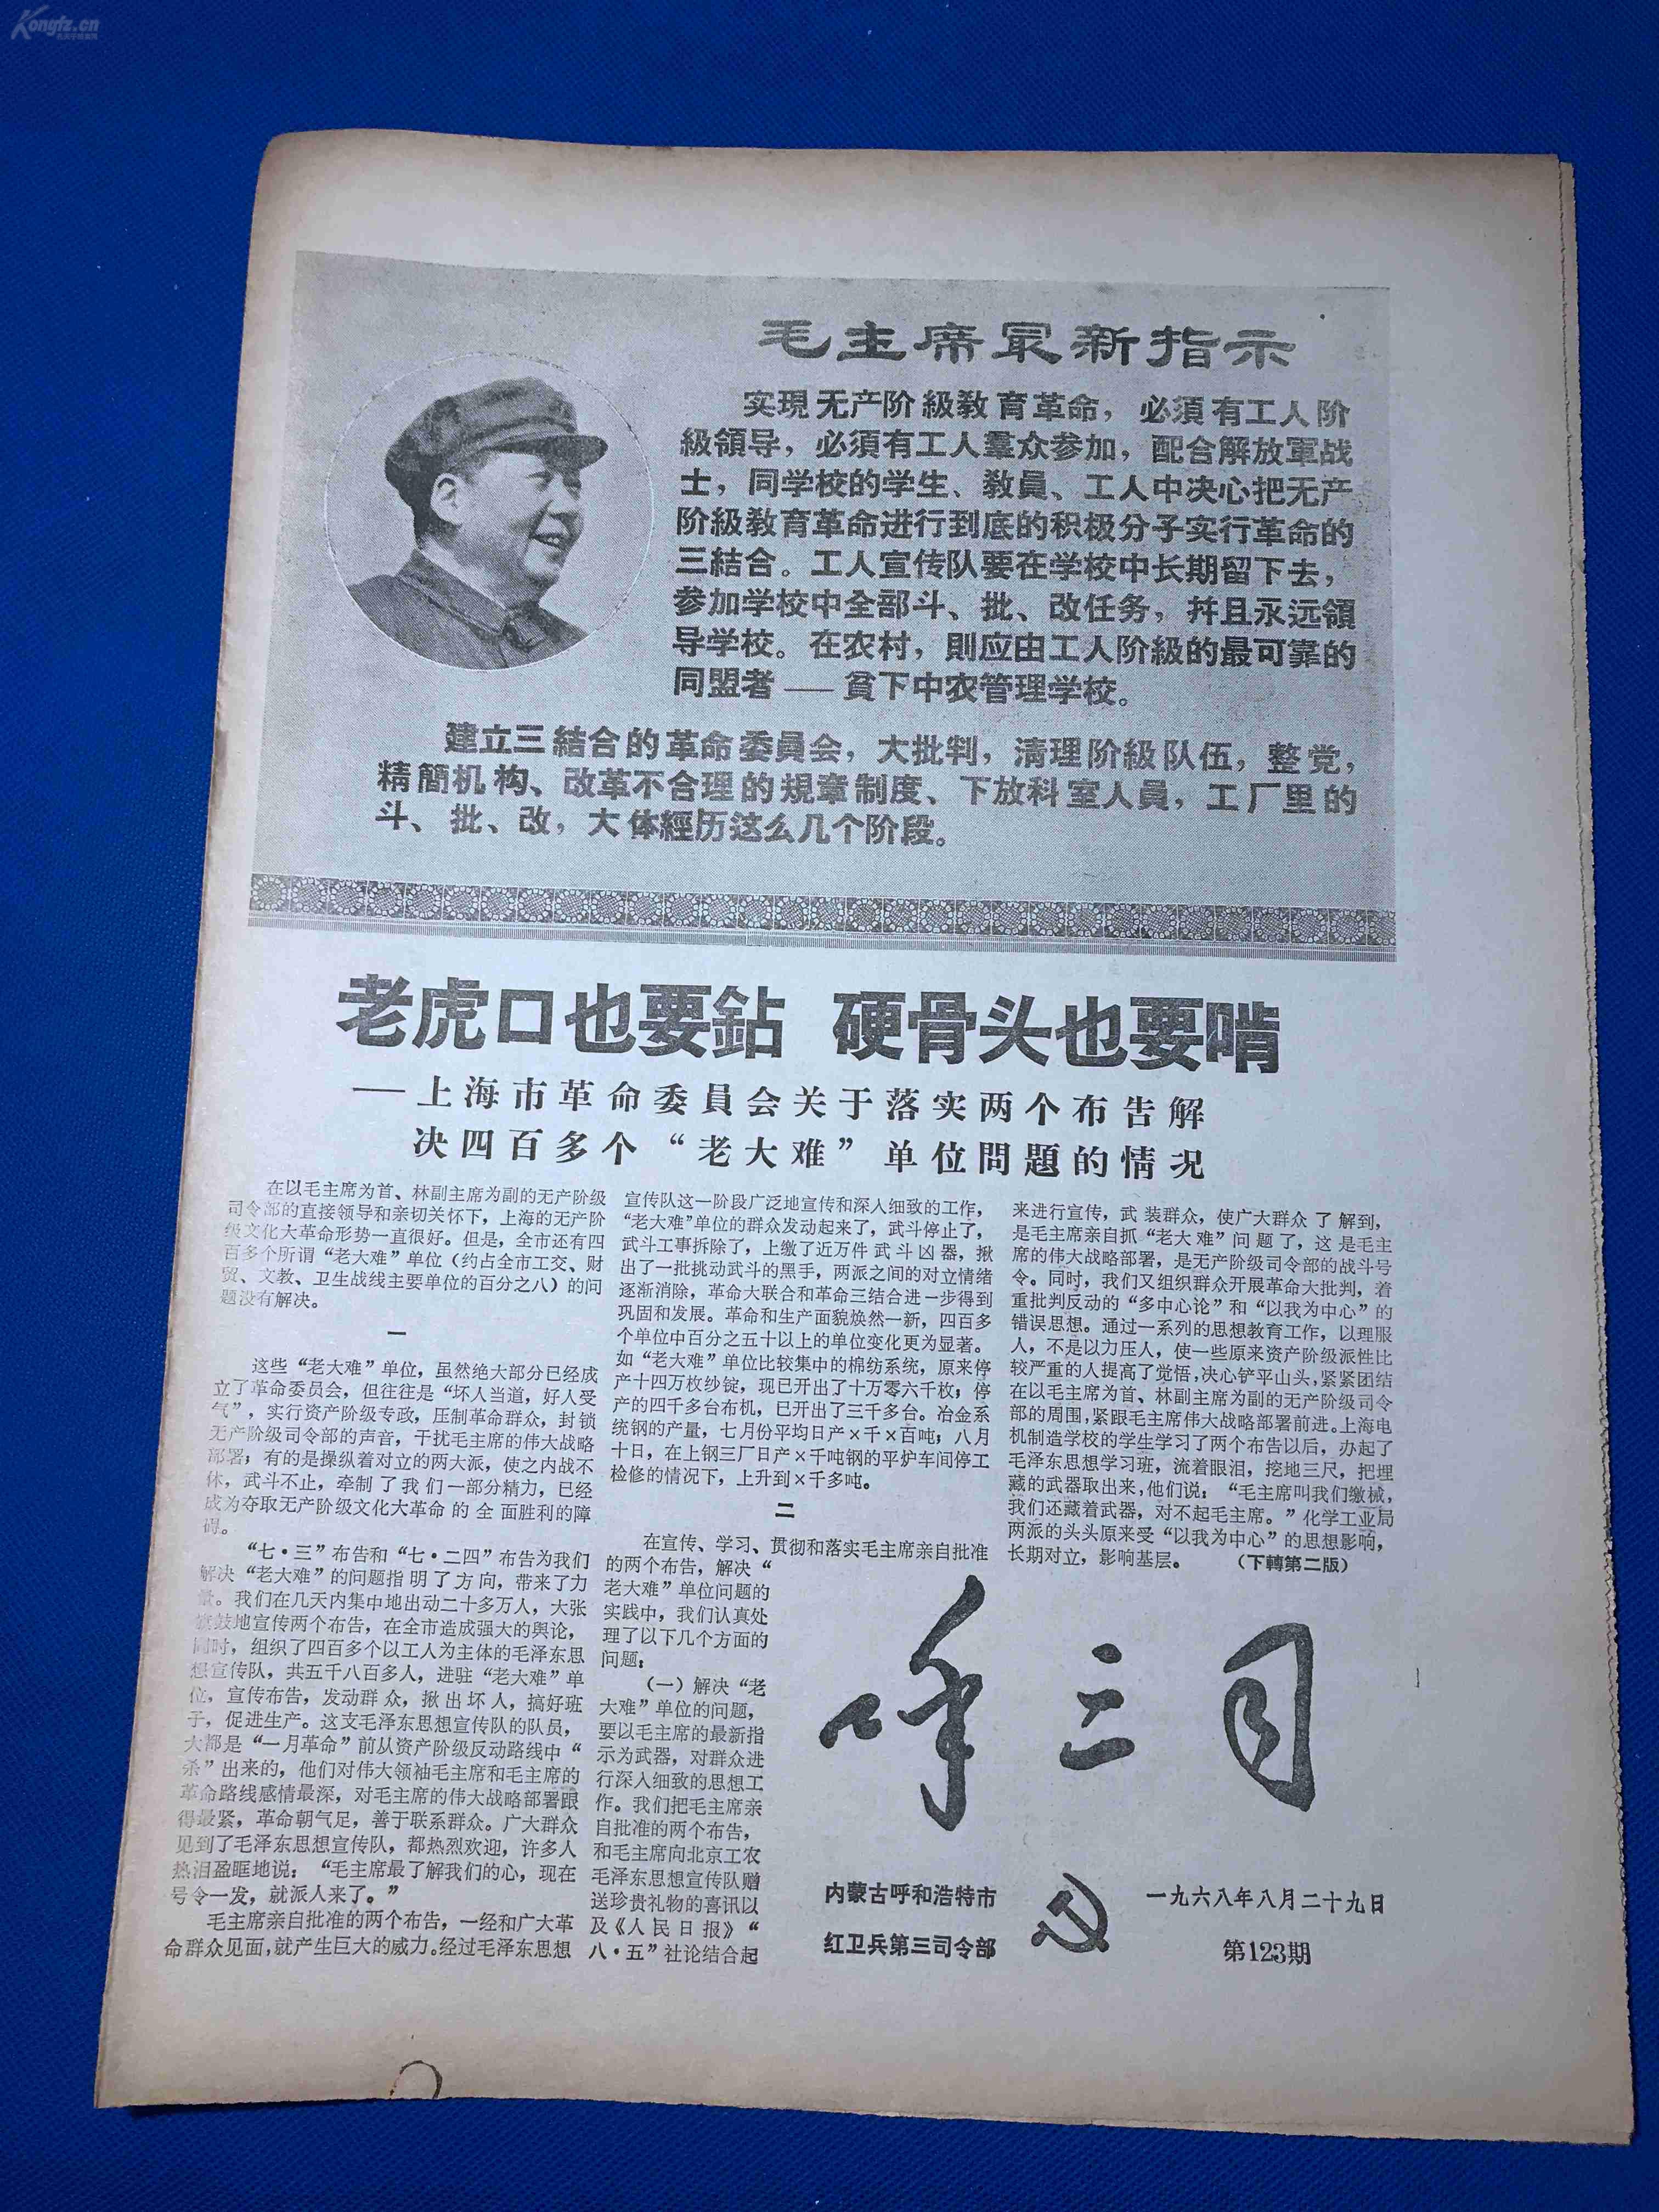 Kongfz.cn
毛主席最新指示
实現无产阶級敎育革命，必須有工人阶
級領导，必須有工人羣众参加，配合解放軍战
士，同学校的学生、敎員、工人中决心把无产
阶級敎育革命进行到底的积极分子实行革命的
三結合。工人宣传队要在学校中长期留下去，
参加学校中全部斗、批、改任务，幷且永远領
导学校。在农村，則应由工人阶級的最可靠的
同盟者——貧下中农管理学校。
建立三結合的革命委員会，大批判，清理阶級队伍，整党，
精簡机构、改革不合理的規章制度、下放科室人員，工厂里的
斗、批、改，大体經历这么几个阶段。
老虎口也要鉆 硬骨头也要啃
——上海市革命委員会关于落实两个布告解
决四百多个“老大难”单位問題的情况
在以毛主席为首、林副主席为副的无产阶级
司令部的直接领导和亲切关怀下，上海的无产阶
级文化大革命形势一直很好。但是，全市还有四
百多个所谓“老大难”单位（约占全市工交、财
贸、文教、卫生战线主要单位的百分之八）的问
题没有解决。
一
这些“老大难”单位，虽然绝大部分已经成
立了革命委员会，但往往是“坏人当道，好人受
气”，实行资产阶级专政，压制革命群众，封锁
无产阶级司令部的声音，干扰毛主席的伟大战略
部署；有的是操纵着对立的两大派，使之内战不
休，武斗不止，牵制了我们一部分精力，已经
成为夺取无产阶级文化大革命的全面胜利的障
碍。
“七·三”布告和“七·二四”布告为我们
解决“老大难”的问题指明了方向，带来了力
量。我们在几天内集中地出动二十多万人，大张
旗鼓地宣传两个布告，在全市造成强大的舆论，
同时，组织了四百多个以工人为主体的毛泽东思
想宣传队，共五千八百多人，进驻“老大难”单
位，宣传布告，发动群众，揪出坏人，搞好班
子，促进生产。这支毛泽东思想宣传队的队员，
大都是“一月革命”前从资产阶级反动路线中“
杀”出来的，他们对伟大领袖毛主席和毛主席的
革命路线感情最深，对毛主席的伟大战略部署跟
得最紧，革命朝气足，善于联系群众。广大群众
见到了毛泽东思想宣传队，都热烈欢迎，许多人
热泪盈眶地说：“毛主席最了解我们的心，现在
号令一发，就派人来了。”
毛主席亲自批准的两个布告，一经和广大革
命群众见面，就产生巨大的威力。经过毛泽东思想
宣传队这一阶段广泛地宣传和深入细致的工作，
“老大难”单位的群众发动起来了，武斗停止了，
武斗工事拆除了，上缴了近万件武斗凶器，揪
出了一批挑动武斗的黑手，两派之间的对立情绪
逐渐消除，革命大联合和革命三结合进一步得到
巩固和发展。革命和生产面貌焕然一新，四百多
个单位中百分之五十以上的单位变化更为显著。
如“老大难”单位比较集中的棉纺系统，原来停
产十四万枚纱锭，现已开出了十万零六千枚；停
产的四千多台布机，已开出了三千多台。冶金系
统钢的产量，七月份平均日产×千×百吨；八月
十日，在上钢三厂日产×千吨钢的平炉车间停工
检修的情况下，上升到×千多吨。
二
在宣传、学习、贯彻和落实毛主席亲自批准
的两个布告，解决“
老大难”单位问题的
实践中，我们认真处
理了以下几个方面的
问题：
（一）解决“老
大难”单位的问题，
要以毛主席的最新指
示为武器，对群众进
行深入细致的思想工
作。我们把毛主席亲
自批准的两个布告，
和毛主席向北京工农
毛泽东思想宣传队赠
送珍贵礼物的喜讯以
及《人民日报》“
八·五”社论结合起
来进行宣传，武装群众，使广大群众了解到，
是毛主席亲自抓“老大难”问题了，这是毛主
席的伟大战略部署，是无产阶级司令部的战斗号
令。同时，我们又组织群众开展革命大批判，着
重批判反动的“多中心论”和“以我为中心”的
错误思想。通过一系列的思想教育工作，以理服
人，不是以力压人，使一些原来资产阶级派性比
较严重的人提高了觉悟，决心铲平山头，紧紧团结
在以毛主席为首、林副主席为副的无产阶级司令
部的周围，紧跟毛主席伟大战略部署前进。上海电
机制造学校的学生学习了两个布告以后，办起了
毛泽东思想学习班，流着眼泪，挖地三尺，把埋
藏的武器取出来，他们说：“毛主席叫我们缴械，
我们还藏着武器，对不起毛主席。”化学工业局
两派的头头原来受“以我为中心”的思想影响，
长期对立，影响基层。（下轉第二版）
呼三司
内蒙古呼和浩特市
红卫兵第三司令部
一九六八年八月二十九日
第123期